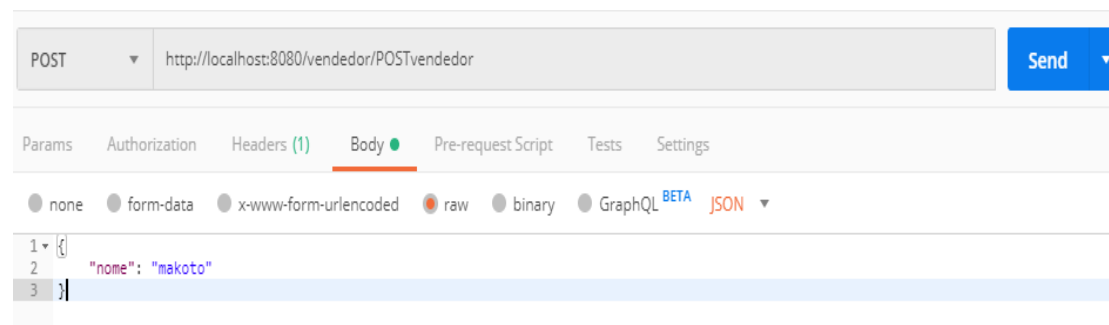 POST http://localhost:8080/vendedor/POSTvendedor Send
Params Authorization Headers (1) Body Pre-request Script Tests Settings
none form-data x-www-form-urlencoded raw binary GraphQL BETA JSON
1 {
2 "nome": "makoto"
3 }